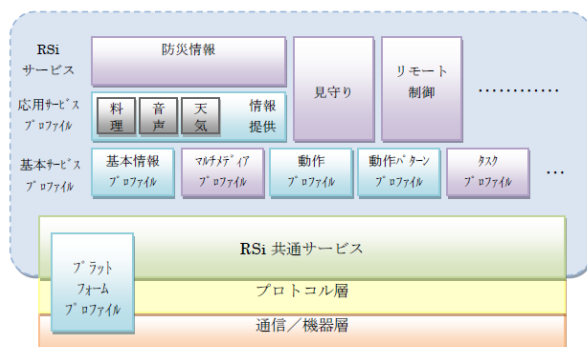 RSi
サービス
防災情報
見守り
リモート
制御
…………
応用ｻｰﾋﾞｽ
ﾌﾟﾛﾌｧｲﾙ
料理
音声
天気
情報
提供
基本ｻｰﾋﾞｽ
ﾌﾟﾛﾌｧｲﾙ
基本情報
ﾌﾟﾛﾌｧｲﾙ
ﾏﾙﾁﾒﾃﾞｨｱ
ﾌﾟﾛﾌｧｲﾙ
動作
ﾌﾟﾛﾌｧｲﾙ
動作ﾊﾟﾀｰﾝ
ﾌﾟﾛﾌｧｲﾙ
ﾀｽｸ
ﾌﾟﾛﾌｧｲﾙ
…
RSi 共通サービス
ﾌﾟﾗｯﾄ
ﾌｫｰﾑ
ﾌﾟﾛﾌｧｲﾙ
プロトコル層
通信／機器層